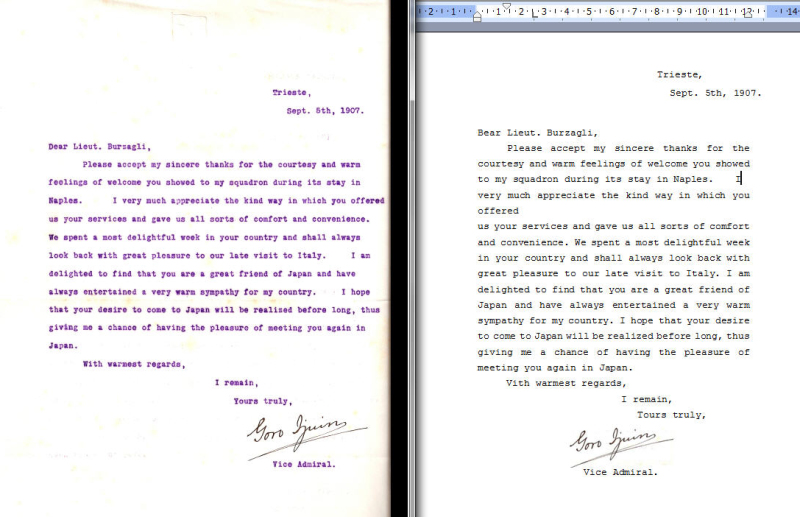 Trieste,
Sept. 5th, 1907.
Dear Lieut. Burzagli,
Please accept my sincere thanks for the courtesy and warm
feelings of welcome you showed to my squadron during its stay in
Naples. I very much appreciate the kind way in which you offered
us your services and gave us all sorts of comfort and convenience.
We spent a most delightful week in your country and shall always
look back with great pleasure to our late visit to Italy. I am
delighted to find that you are a great friend of Japan and have
always entertained a very warm sympathy for my country. I hope
that your desire to come to Japan will be realised before long, thus
giving me a chance of having the pleasure of meeting you again in
Japan.
With warmest regards,
I remain,
Yours truly,
Goro Ijuin
Vice Admiral.
2 1 1 2 3 4 5 6 7 8 9 10 11 12 14
Trieste,
Sept. 5th, 1907.
Dear Lieut. Burzagli,
Please accept my sincere thanks for the
courtesy and warm feelings of welcome you showed
to my squadron during its stay in Naples. I
very much appreciate the kind way in which you
offered
us your services and gave us all sorts of comfort
and convenience. We spent a most delightful week
in your country and shall always look back with
great pleasure to our late visit to Italy. I am
delighted to find that you are a great friend of
Japan and have always entertained a very warm
sympathy for my country. I hope that your desire
to come to Japan will be realized before long, thus
giving me a chance of having the pleasure of
meeting you again in Japan.
Vith warmest regards,
I remain,
Yours truly,
Goro Ijuin
Vice Admiral.